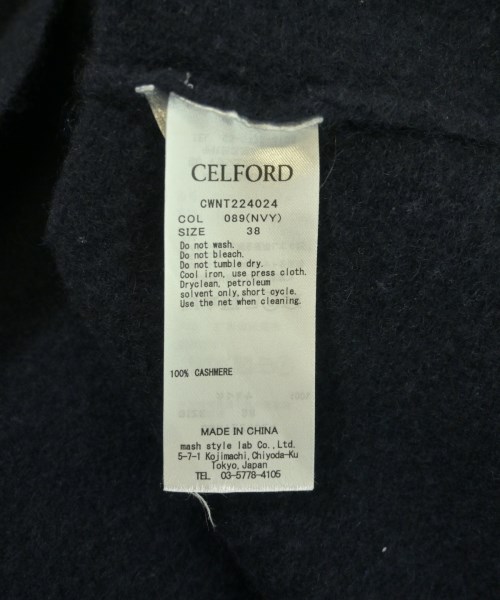 CELFORD
CWNT224024
COL 089(NVY)
SIZE 38
Do not wash.
Do not bleach.
Do not tumble dry.
Cool iron, use press cloth.
Dryclean, petroleum
solvent only,short cycle.
Use the net when cleaning.
100% CASHMERE
MADE IN CHINA
mash style lab Co.,Ltd.
5-7-1 Kojimachi,Chiyoda-Ku
Tokyo,Japan
TEL 03-5778-4105